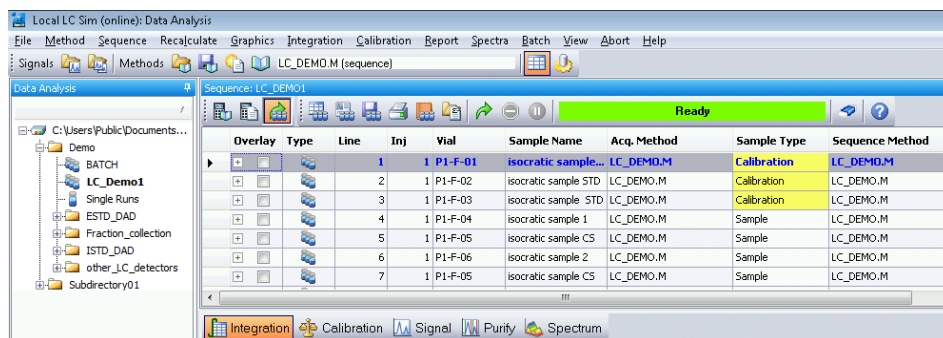 Local LC Sim (online): Data Analysis
File Method Sequence Recalculate Graphics Integration Calibration Report Spectra Batch View Abort Help
Signals Methods LC_DEMO.M (sequence)
Data Analysis
Sequence: LC_DEMO1
Ready
C:\Users\Public\Documents...
Demo
BATCH
LC_Demo1
Single Runs
ESTD_DAD
Fraction_collection
ISTD_DAD
other_LC_detectors
Subdirectory01
Overlay Type Line Inj Vial Sample Name Acq. Method Sample Type Sequence Method
1 1 P1-F-01 isocratic sample... LC_DEMO.M Calibration LC_DEMO.M
2 1 P1-F-02 isocratic sample STD LC_DEMO.M Calibration LC_DEMO.M
3 1 P1-F-03 isocratic sample STD LC_DEMO.M Calibration LC_DEMO.M
4 1 P1-F-04 isocratic sample 1 LC_DEMO.M Sample LC_DEMO.M
5 1 P1-F-05 isocratic sample CS LC_DEMO.M Sample LC_DEMO.M
6 1 P1-F-06 isocratic sample 2 LC_DEMO.M Sample LC_DEMO.M
7 1 P1-F-05 isocratic sample CS LC_DEMO.M Sample LC_DEMO.M
Integration Calibration Signal Purify Spectrum